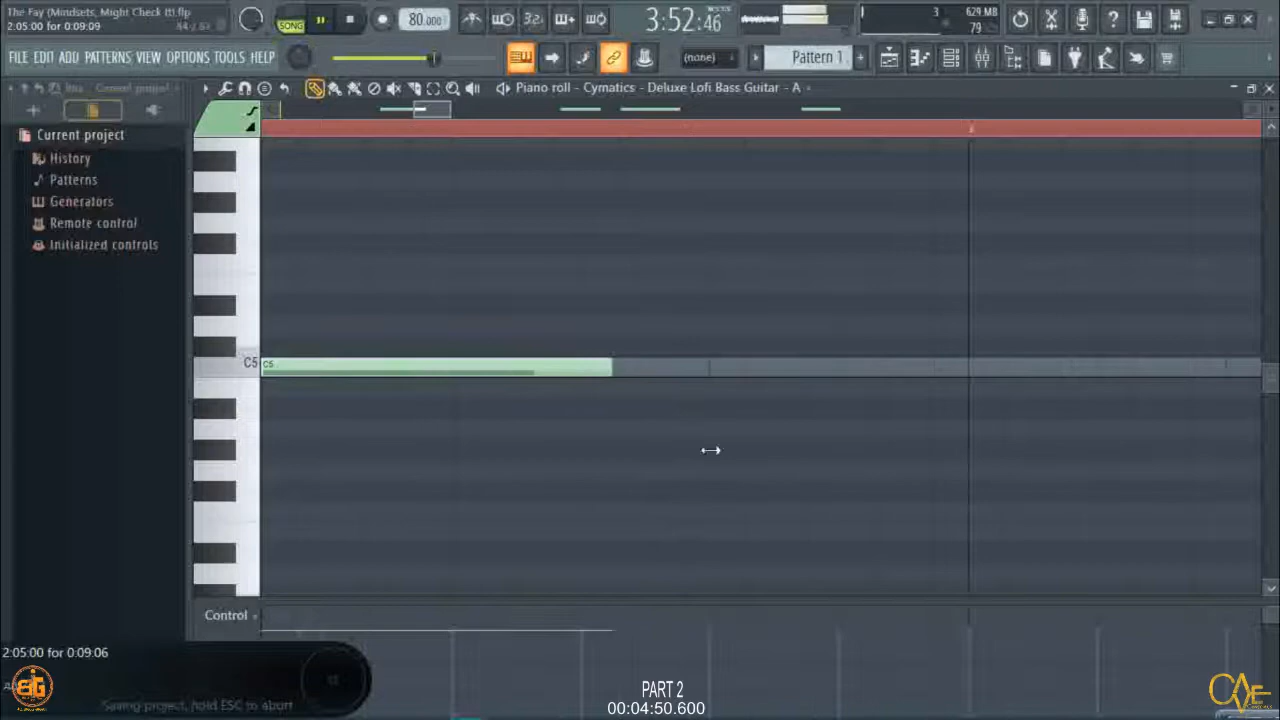 The Fay (Mindsets, Might Check It).flp
2:05:00 for 0:09:09
SONG
80.000
3:52:46
3
629 MB
79
FILE EDIT ADD PATTERNS VIEW OPTIONS TOOLS HELP
(none)
Pattern 1
Piano roll - Cymatics - Deluxe Lofi Bass Guitar - A
Current project
History
Patterns
Generators
Remote control
Initialized controls
C5
C5
Control
2:05:00 for 0:09:06
Saving project, hold ESC to abort
PART 2
00:04:50.600